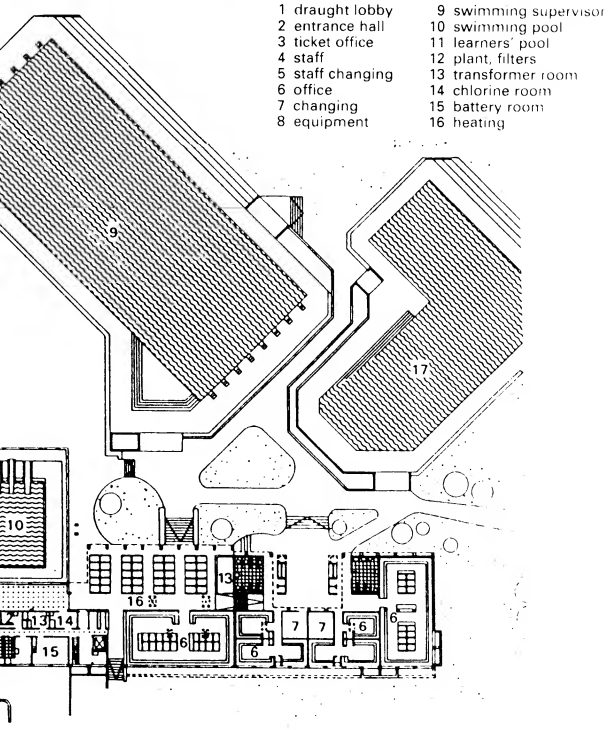 1 draught lobby
2 entrance hall
3 ticket office
4 staff
5 staff changing
6 office
7 changing
8 equipment
9 swimming supervisor
10 swimming pool
11 learners' pool
12 plant, filters
13 transformer room
14 chlorine room
15 battery room
16 heating
9
17
10
13
16
2 13 14
7 7 6 6
6
15
6